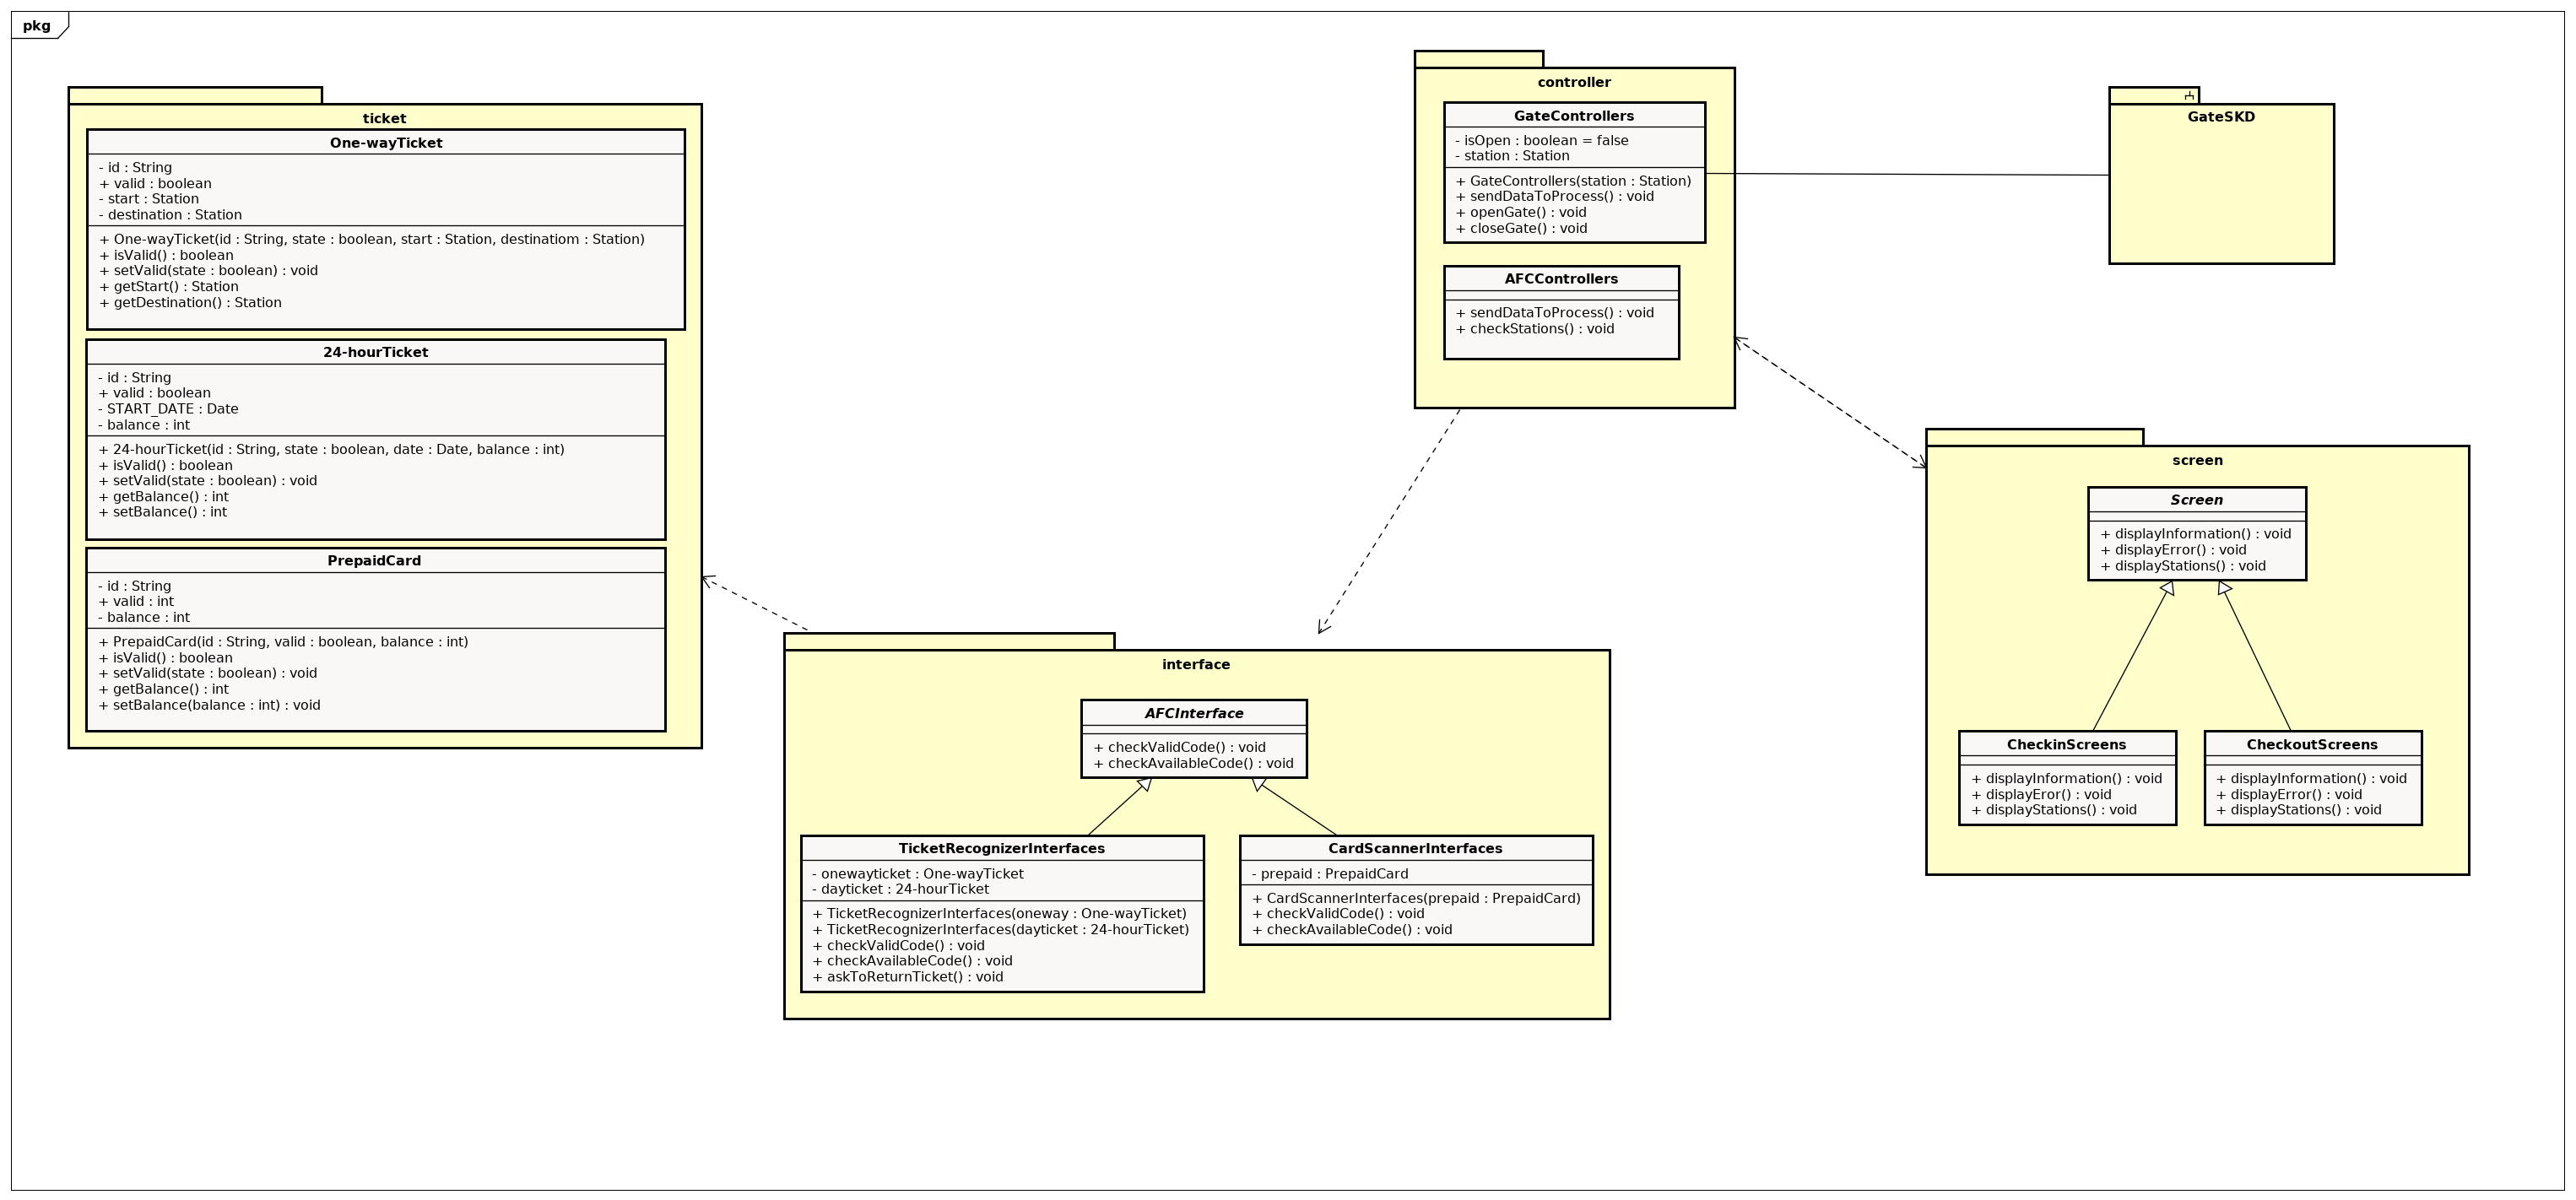 pkg
ticket
One-wayTicket
- id : String
+ valid : boolean
- start : Station
- destination : Station
+ One-wayTicket(id : String, state : boolean, start : Station, destinatiom : Station)
+ isValid() : boolean
+ setValid(state : boolean) : void
+ getStart() : Station
+ getDestination() : Station
24-hourTicket
- id : String
+ valid : boolean
- START_DATE : Date
- balance : int
+ 24-hourTicket(id : String, state : boolean, date : Date, balance : int)
+ isValid() : boolean
+ setValid(state : boolean) : void
+ getBalance() : int
+ setBalance() : int
PrepaidCard
- id : String
+ valid : int
- balance : int
+ PrepaidCard(id : String, valid : boolean, balance : int)
+ isValid() : boolean
+ setValid(state : boolean) : void
+ getBalance() : int
+ setBalance(balance : int) : void
controller
GateControllers
- isOpen : boolean = false
- station : Station
+ GateControllers(station : Station)
+ sendDataToProcess() : void
+ openGate() : void
+ closeGate() : void
AFCControllers
+ sendDataToProcess() : void
+ checkStations() : void
GateSKD
interface
AFCInterface
+ checkValidCode() : void
+ checkAvailableCode() : void
TicketRecognizerInterfaces
- onewayticket : One-wayTicket
- dayticket : 24-hourTicket
+ TicketRecognizerInterfaces(oneway : One-wayTicket)
+ TicketRecognizerInterfaces(dayticket : 24-hourTicket)
+ checkValidCode() : void
+ checkAvailableCode() : void
+ askToReturnTicket() : void
CardScannerInterfaces
- prepaid : PrepaidCard
+ CardScannerInterfaces(prepaid : PrepaidCard)
+ checkValidCode() : void
+ checkAvailableCode() : void
screen
Screen
+ displayInformation() : void
+ displayError() : void
+ displayStations() : void
CheckinScreens
+ displayInformation() : void
+ displayEror() : void
+ displayStations() : void
CheckoutScreens
+ displayInformation() : void
+ displayError() : void
+ displayStations() : void